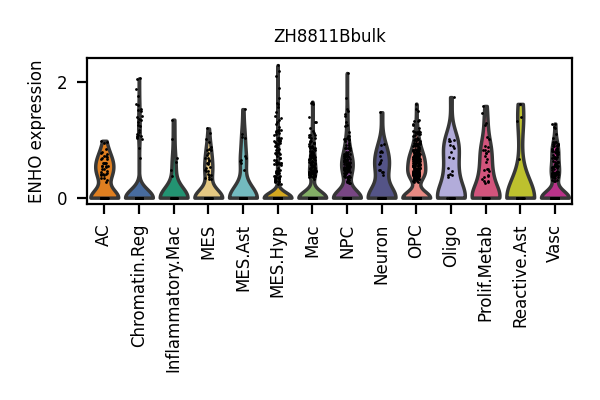 ZH8811Bbulk
ENHO expression
2
0
AC
Chromatin.Reg
Inflammatory.Mac
MES
MES.Ast
MES.Hyp
Mac
NPC
Neuron
OPC
Oligo
Prolif.Metab
Reactive.Ast
Vasc